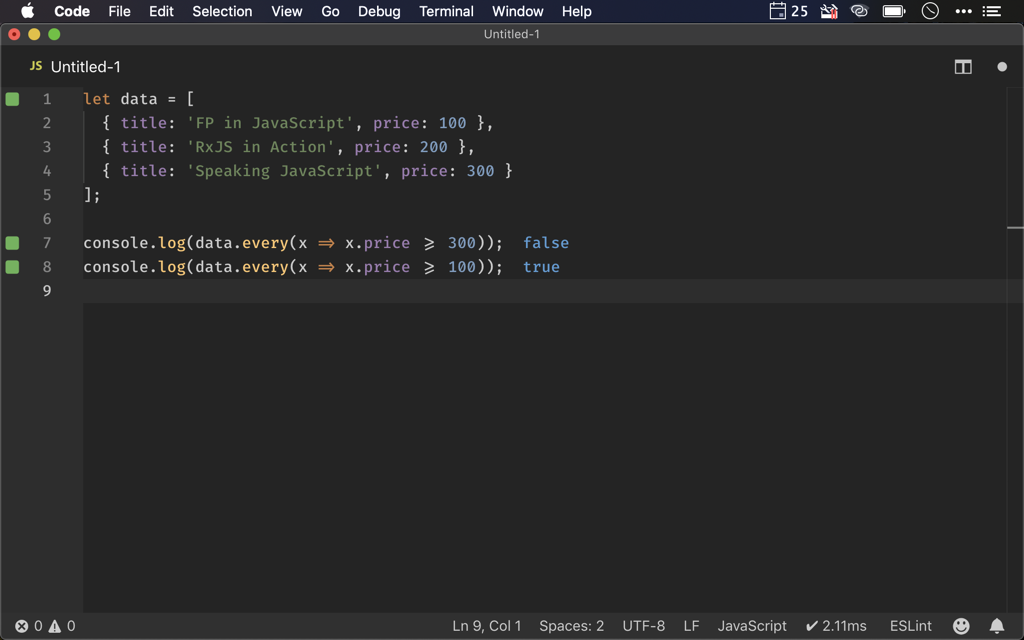 Code File Edit Selection View Go Debug Terminal Window Help 25
Untitled-1
JS Untitled-1
1 let data = [
2 { title: 'FP in JavaScript', price: 100 },
3 { title: 'RxJS in Action', price: 200 },
4 { title: 'Speaking JavaScript', price: 300 }
5 ];
6
7 console.log(data.every(x ⇒ x.price ⩾ 300)); false
8 console.log(data.every(x ⇒ x.price ⩾ 100)); true
9
0 0 Ln 9, Col 1 Spaces: 2 UTF-8 LF JavaScript ✔ 2.11ms ESLint